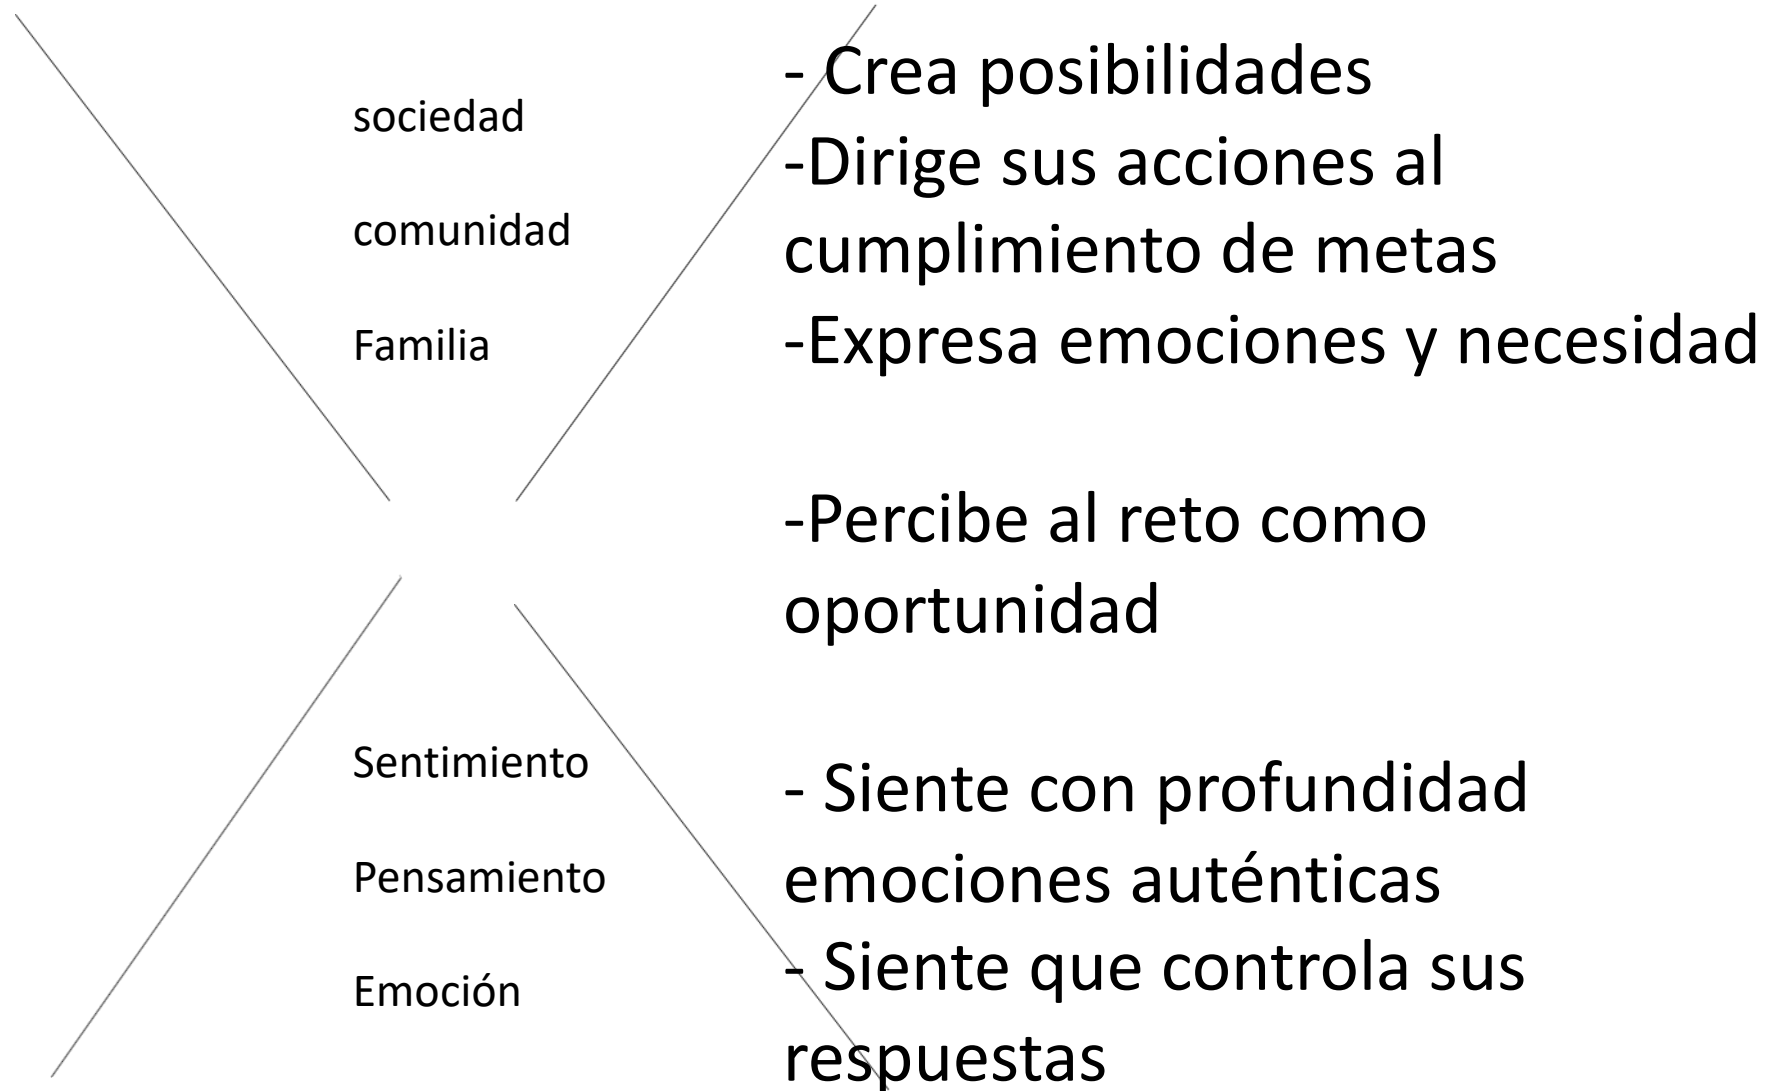 sociedad
comunidad
Familia
- Crea posibilidades
-Dirige sus acciones al
cumplimiento de metas
-Expresa emociones y necesidad
-Percibe al reto como
oportunidad
Sentimiento
Pensamiento
Emoción
- Siente con profundidad
emociones auténticas
- Siente que controla sus
respuestas